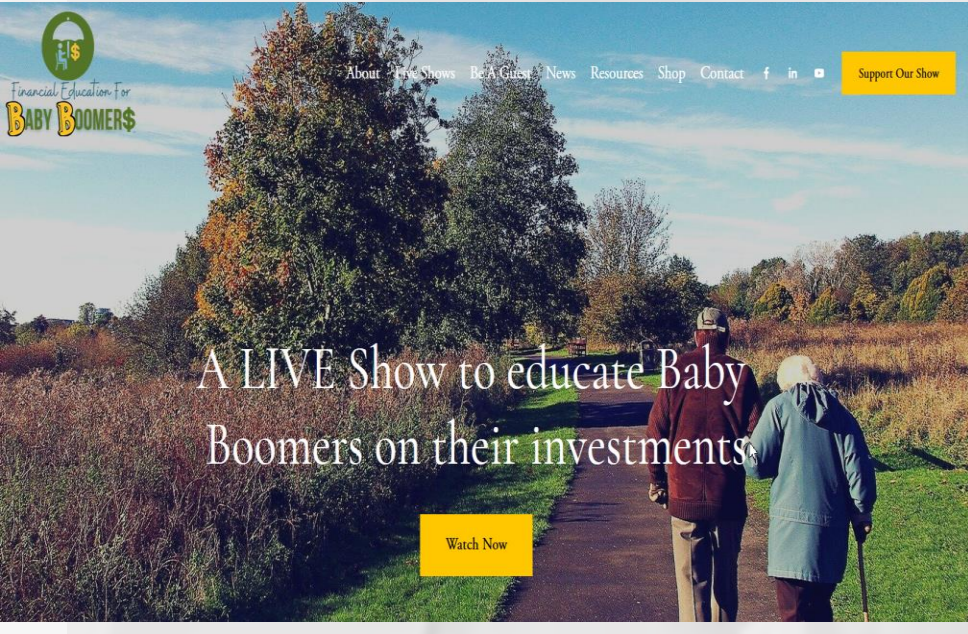 Financial Education For
BABY BOOMER$
About Live Shows Be A Guest News Resources Shop Contact f in Support Our Show
A LIVE Show to educate Baby
Boomers on their investments.
Watch Now